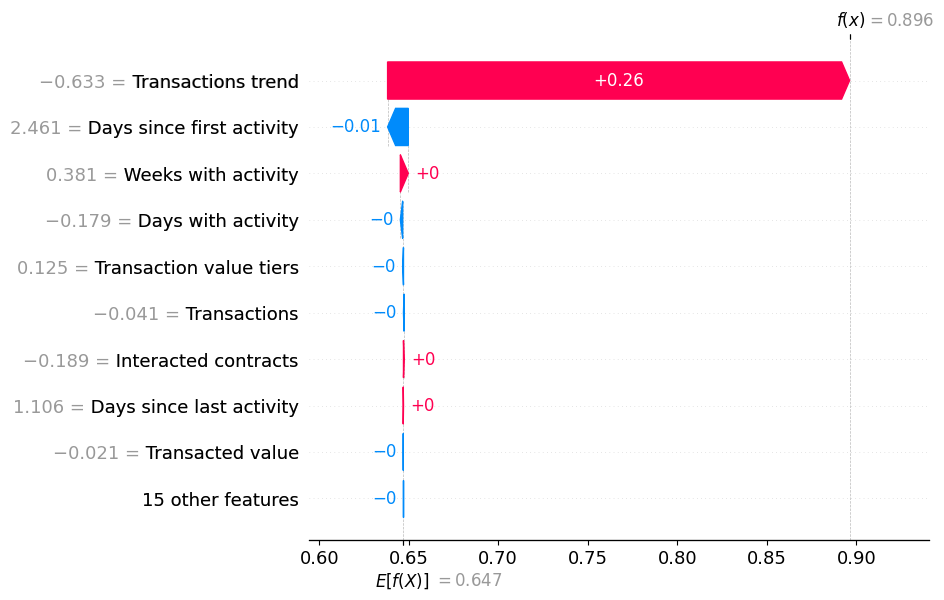 f(x) = 0.896
−0.633 = Transactions trend
+0.26
2.461 = Days since first activity
−0.01
0.381 = Weeks with activity
+0
−0.179 = Days with activity
−0
0.125 = Transaction value tiers
−0
−0.041 = Transactions
−0
−0.189 = Interacted contracts
+0
1.106 = Days since last activity
+0
−0.021 = Transacted value
−0
15 other features
−0
0.60 0.65 0.70 0.75 0.80 0.85 0.90
E[f(X)] = 0.647